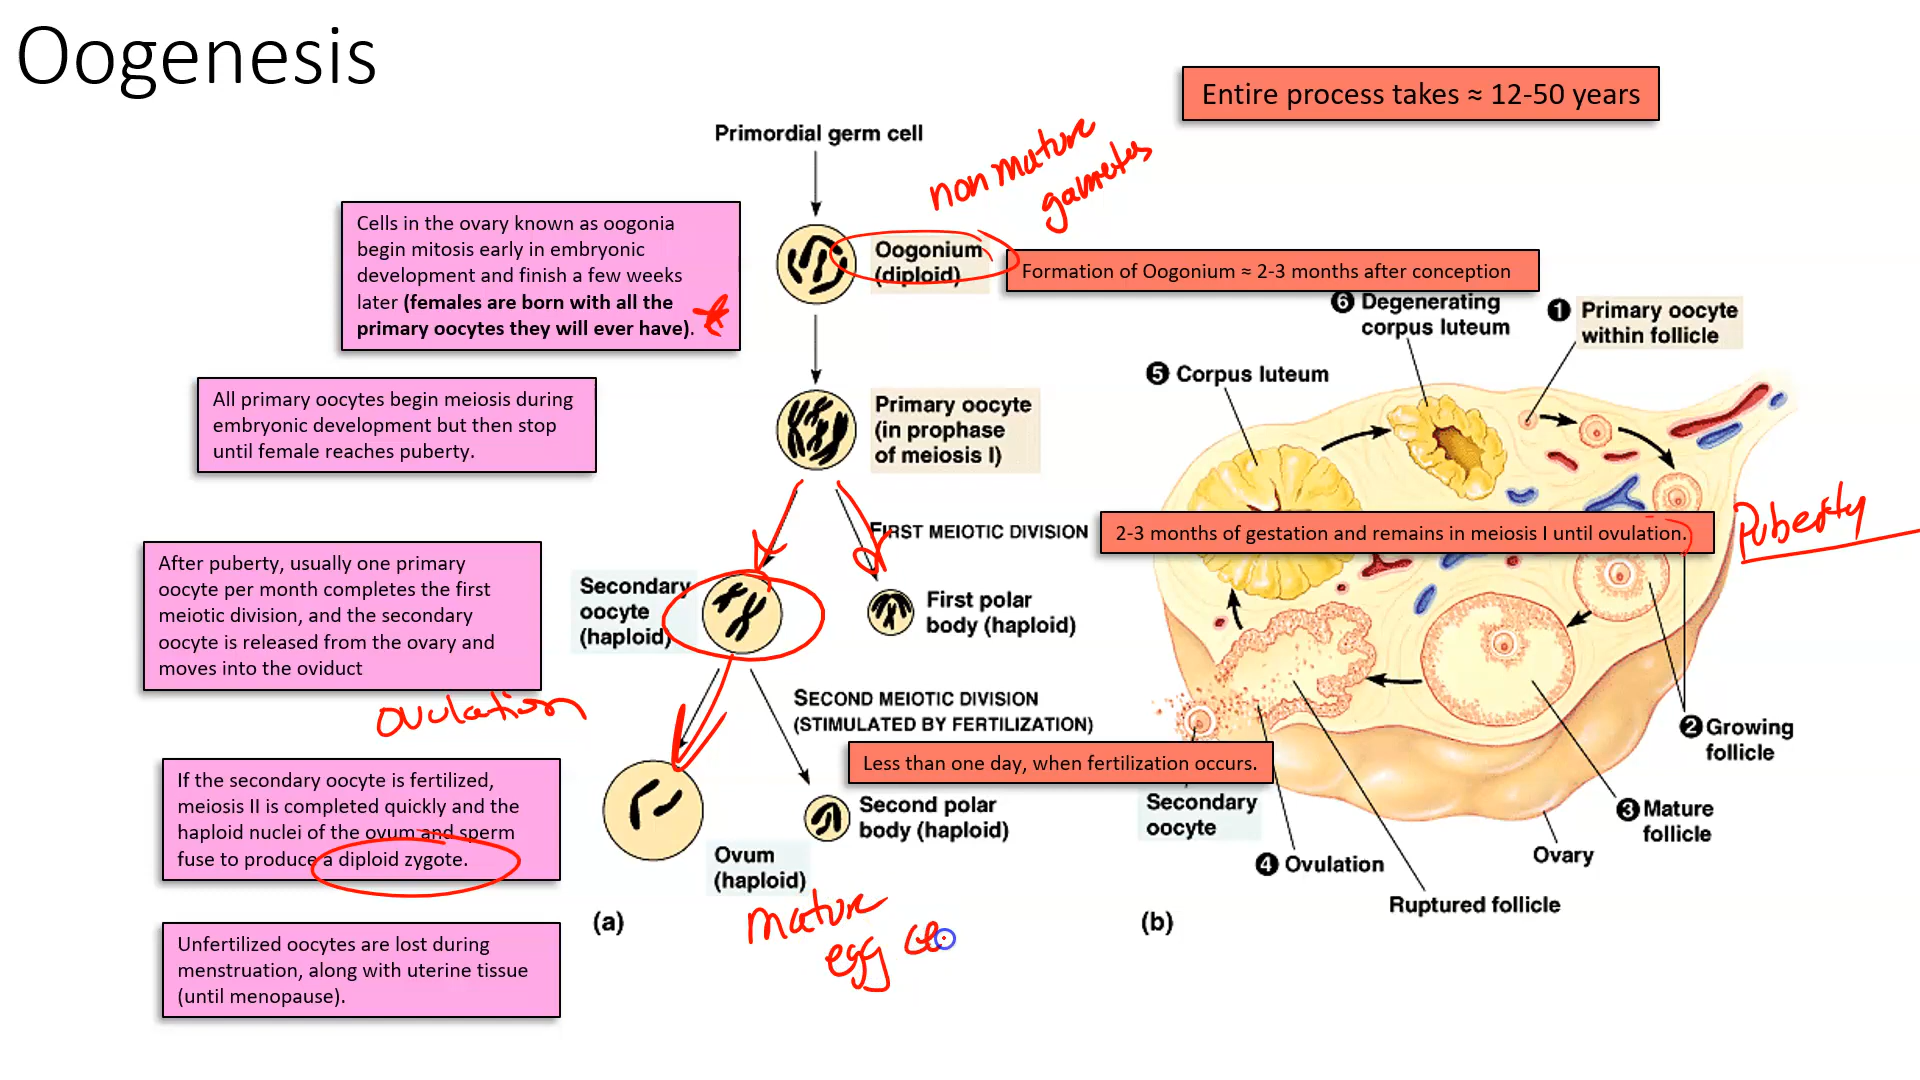 Oogenesis
Entire process takes ≈ 12-50 years
Primordial germ cell
non mature
gametes
Cells in the ovary known as oogonia
begin mitosis early in embryonic
development and finish a few weeks
later (females are born with all the
primary oocytes they will ever have).
Oogonium
(diploid)
Formation of Oogonium ≈ 2-3 months after conception
All primary oocytes begin meiosis during
embryonic development but then stop
until female reaches puberty.
Primary oocyte
(in prophase
of meiosis I)
FIRST MEIOTIC DIVISION
2-3 months of gestation and remains in meiosis I until ovulation.
Puberty
After puberty, usually one primary
oocyte per month completes the first
meiotic division, and the secondary
oocyte is released from the ovary and
moves into the oviduct
ovulation
Secondary
oocyte
(haploid)
First polar
body (haploid)
SECOND MEIOTIC DIVISION
(STIMULATED BY FERTILIZATION)
Less than one day, when fertilization occurs.
If the secondary oocyte is fertilized,
meiosis II is completed quickly and the
haploid nuclei of the ovum and sperm
fuse to produce a diploid zygote.
Second polar
body (haploid)
Ovum
(haploid)
mature
egg ce
Unfertilized oocytes are lost during
menstruation, along with uterine tissue
(until menopause).
(a)
6 Degenerating
corpus luteum
1 Primary oocyte
within follicle
5 Corpus luteum
2 Growing
follicle
3 Mature
follicle
Secondary
oocyte
4 Ovulation
Ovary
Ruptured follicle
(b)